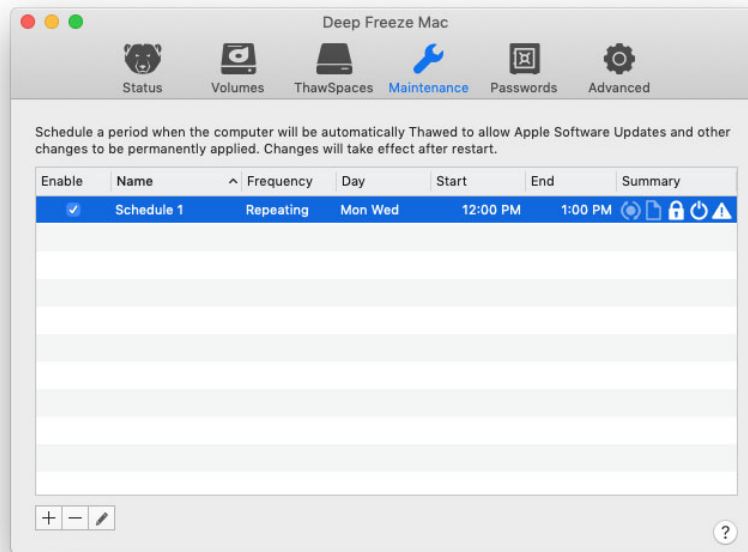 Deep Freeze Mac
Status Volumes ThawSpaces Maintenance Passwords Advanced
Schedule a period when the computer will be automatically Thawed to allow Apple Software Updates and other
changes to be permanently applied. Changes will take effect after restart.
Enable Name Frequency Day Start End Summary
Schedule 1 Repeating Mon Wed 12:00 PM 1:00 PM
?